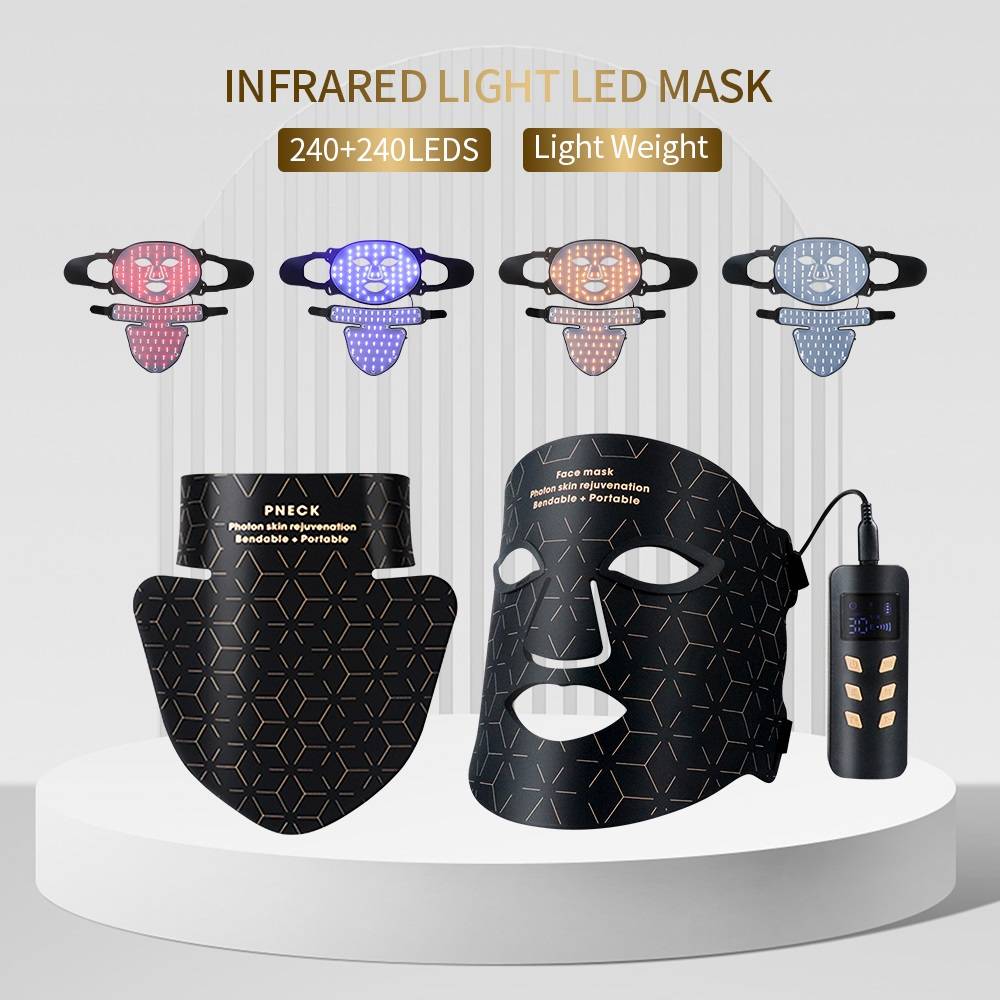 INFRARED LIGHT LED MASK
240+240LEDS
Light Weight
Face mask
Photon skin rejuvenation
Bendable + Portable
PNECK
Photon skin rejuvenation
Bendable + Portable
30